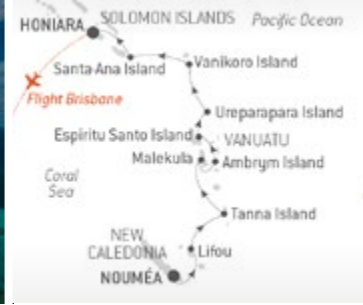 SOLOMON ISLANDS
Pacific Ocean
HONIARA
Santa Ana Island
Vanikoro Island
Flight Brisbane
Ureparapara Island
Espiritu Santo Island
VANUATU
Malekula
Ambrym Island
Coral
Sea
Tanna Island
NEW
CALEDONIA
Lifou
NOUMÉA